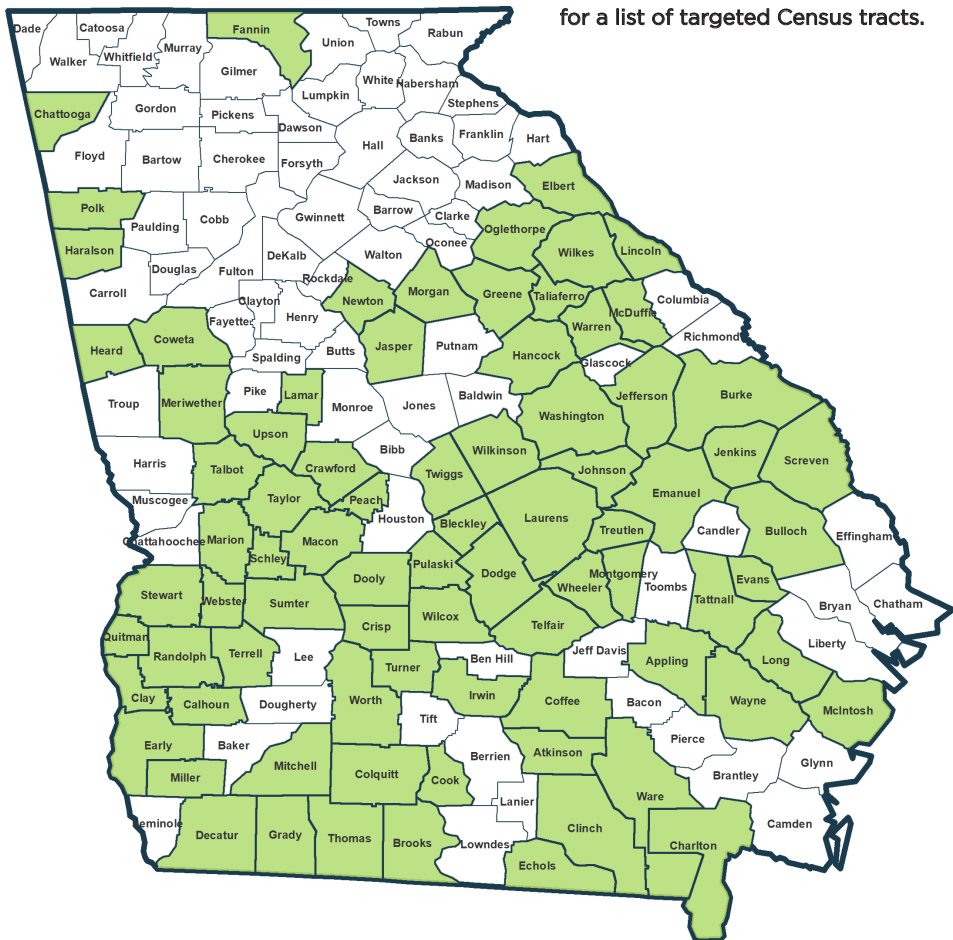 for a list of targeted Census tracts.
Dade
Catoosa
Whitfield
Walker
Murray
Fannin
Gilmer
Union
Towns
Rabun
White
Habersham
Lumpkin
Stephens
Chattooga
Gordon
Pickens
Dawson
Hall
Banks
Franklin
Hart
Floyd
Bartow
Cherokee
Forsyth
Jackson
Madison
Elbert
Polk
Paulding
Cobb
Gwinnett
Barrow
Clarke
Oconee
Oglethorpe
Wilkes
Lincoln
Haralson
Douglas
Fulton
DeKalb
Rockdale
Walton
Carroll
Clayton
Fayette
Henry
Newton
Morgan
Greene
Taliaferro
McDuffie
Columbia
Richmond
Warren
Heard
Coweta
Spalding
Butts
Jasper
Putnam
Hancock
Glascock
Troup
Meriwether
Pike
Lamar
Monroe
Jones
Baldwin
Washington
Jefferson
Burke
Upson
Harris
Talbot
Crawford
Bibb
Twiggs
Wilkinson
Johnson
Jenkins
Screven
Emanuel
Muscogee
Taylor
Peach
Houston
Bleckley
Laurens
Treutlen
Candler
Bulloch
Effingham
Chattahoochee
Marion
Schley
Macon
Pulaski
Dodge
Wheeler
Montgomery
Toombs
Tattnall
Evans
Bryan
Chatham
Stewart
Webster
Sumter
Dooly
Crisp
Wilcox
Telfair
Liberty
Quitman
Randolph
Terrell
Lee
Turner
Ben Hill
Jeff Davis
Appling
Long
Clay
Calhoun
Dougherty
Worth
Irwin
Coffee
Bacon
Wayne
McIntosh
Early
Baker
Tift
Berrien
Atkinson
Pierce
Brantley
Glynn
Miller
Mitchell
Colquitt
Cook
Lanier
Ware
Camden
Seminole
Decatur
Grady
Thomas
Brooks
Lowndes
Echols
Clinch
Charlton